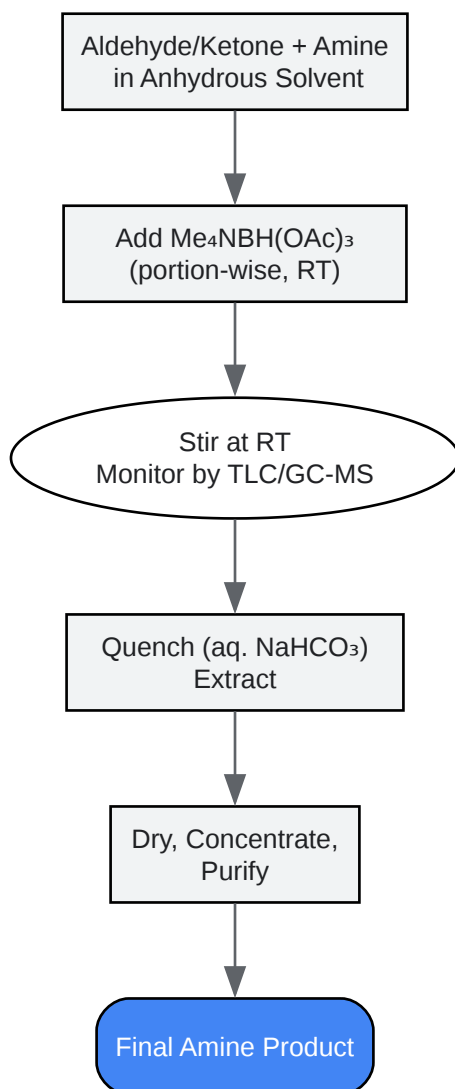 Aldehyde/Ketone + Amine
in Anhydrous Solvent
Add Me₄NBH(OAc)₃
(portion-wise, RT)
Stir at RT
Monitor by TLC/GC-MS
Quench (aq. NaHCO₃)
Extract
Dry, Concentrate,
Purify
Final Amine Product